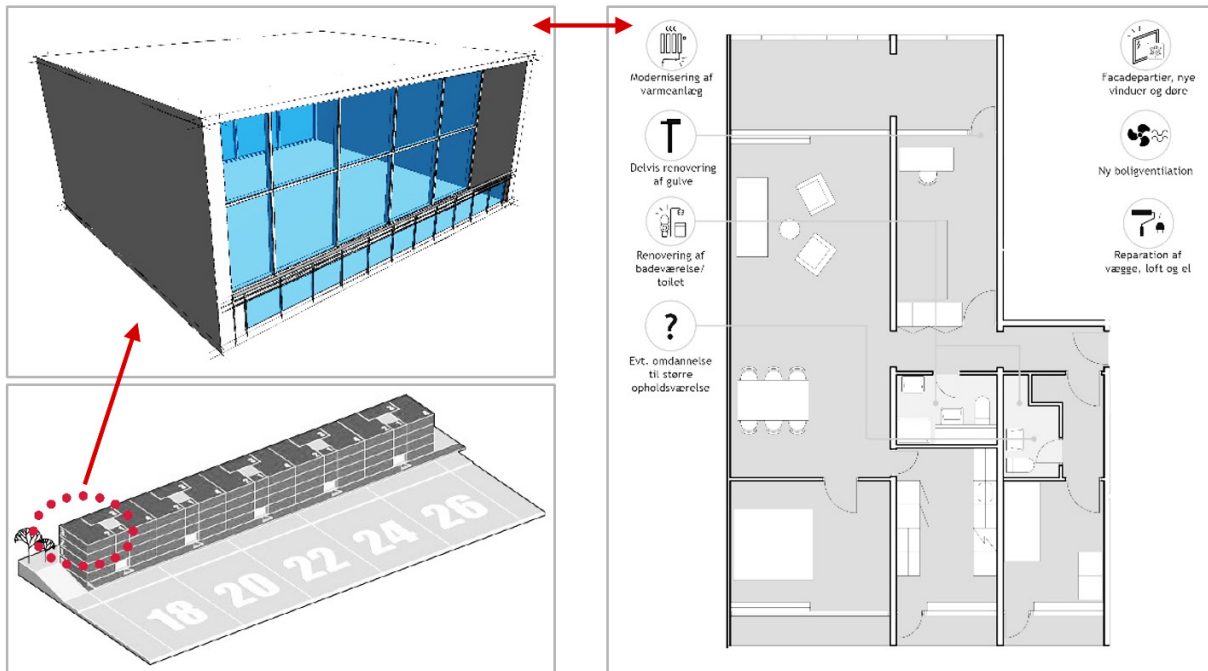 Modernisering af
varmeanlæg
Delvis renovering
af gulve
Renovering af
badeværelse/
toilet
?
Evt. omdannelse
til større
opholdsværelse
Facadepartier, nye
vinduer og døre
Ny boligventilation
Reparation af
vægge, loft og el
18
20
22
24
26